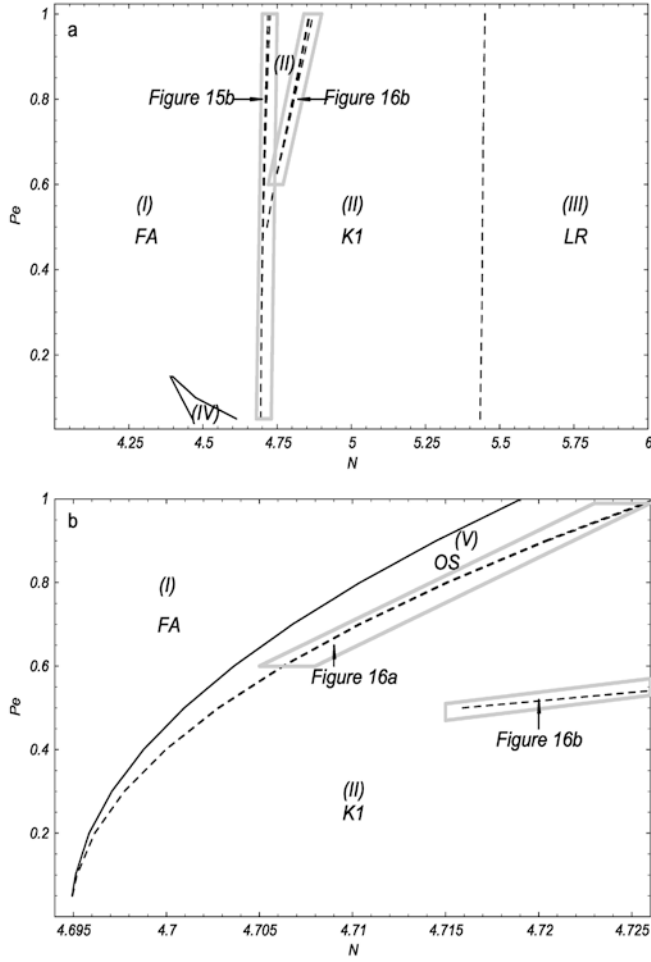 a
1
0.8
0.6
0.4
0.2
Pe
(II)
Figure 15b
Figure 16b
(I)
FA
(II)
K1
(III)
LR
(IV)
4.25
4.5
4.75
5
5.25
5.5
5.75
6
N
b
1
0.8
0.6
0.4
0.2
Pe
(V)
OS
(I)
FA
Figure 16a
Figure 16b
(II)
K1
4.695
4.7
4.705
4.71
4.715
4.72
4.725
N